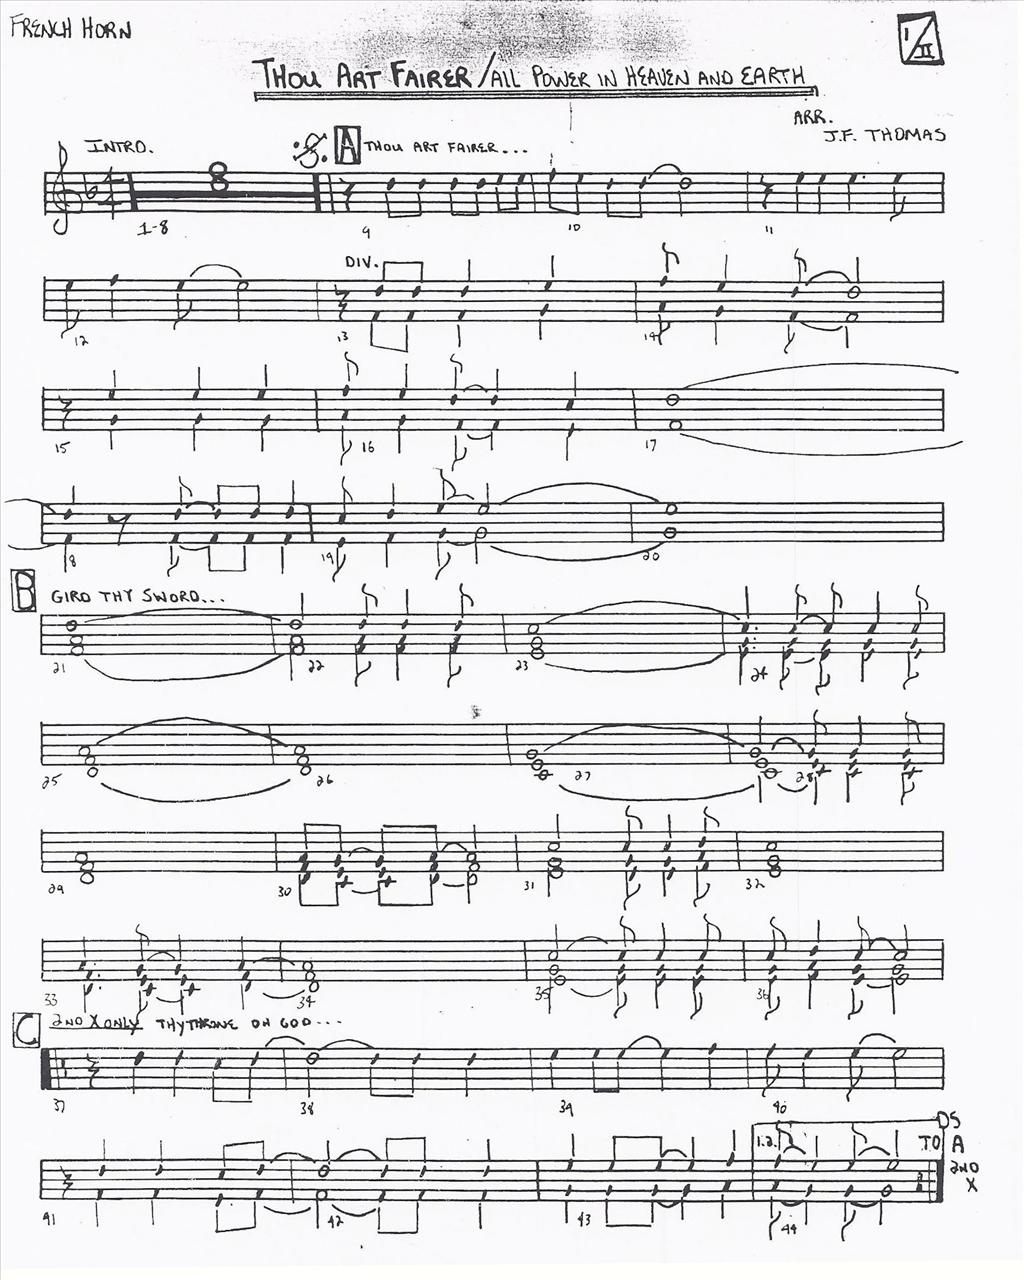 FRENCH HORN
I/II
THOU ART FAIRER/ALL POWER IN HEAVEN AND EARTH
ARR.
J.F. THOMAS
INTRO.
A THOU ART FAIRER...
8
1-8 9 10 11
DIV.
12 13 14
15 16 17
18 19 20
B GIRD THY SWORD...
21 22 23 24
25 26 27 28
29 30 31 32
33 34 35 36
C 2ND X ONLY THY THRONE OH GOD...
37 38 39 40
DS
1.2. TO A
2ND
X
41 42 43 44